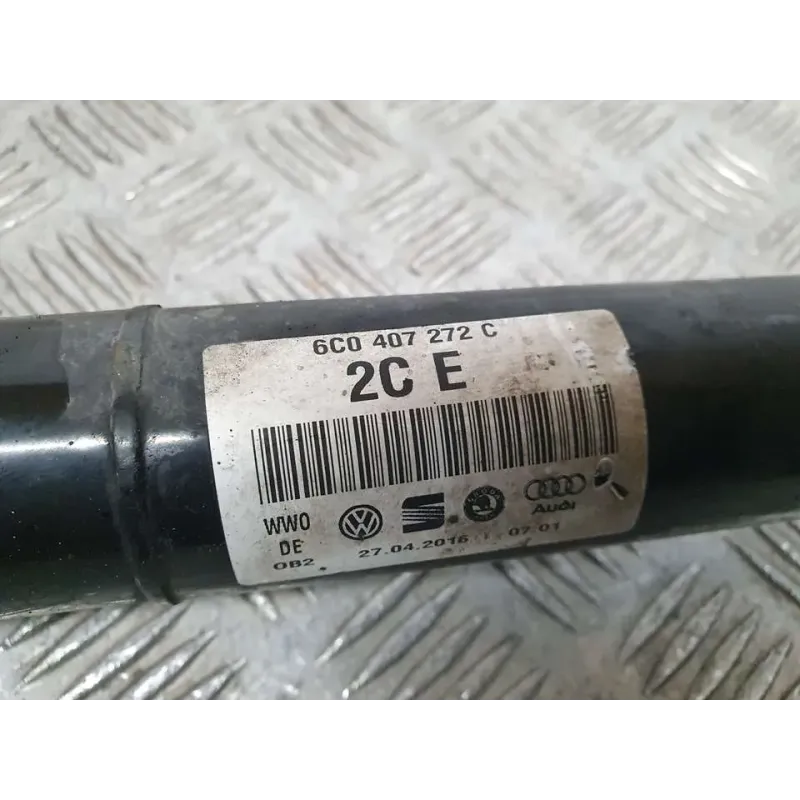 6C0 407 272 C
2C E
WWO
DE
OB2
27.04.2016
07:01
Audi